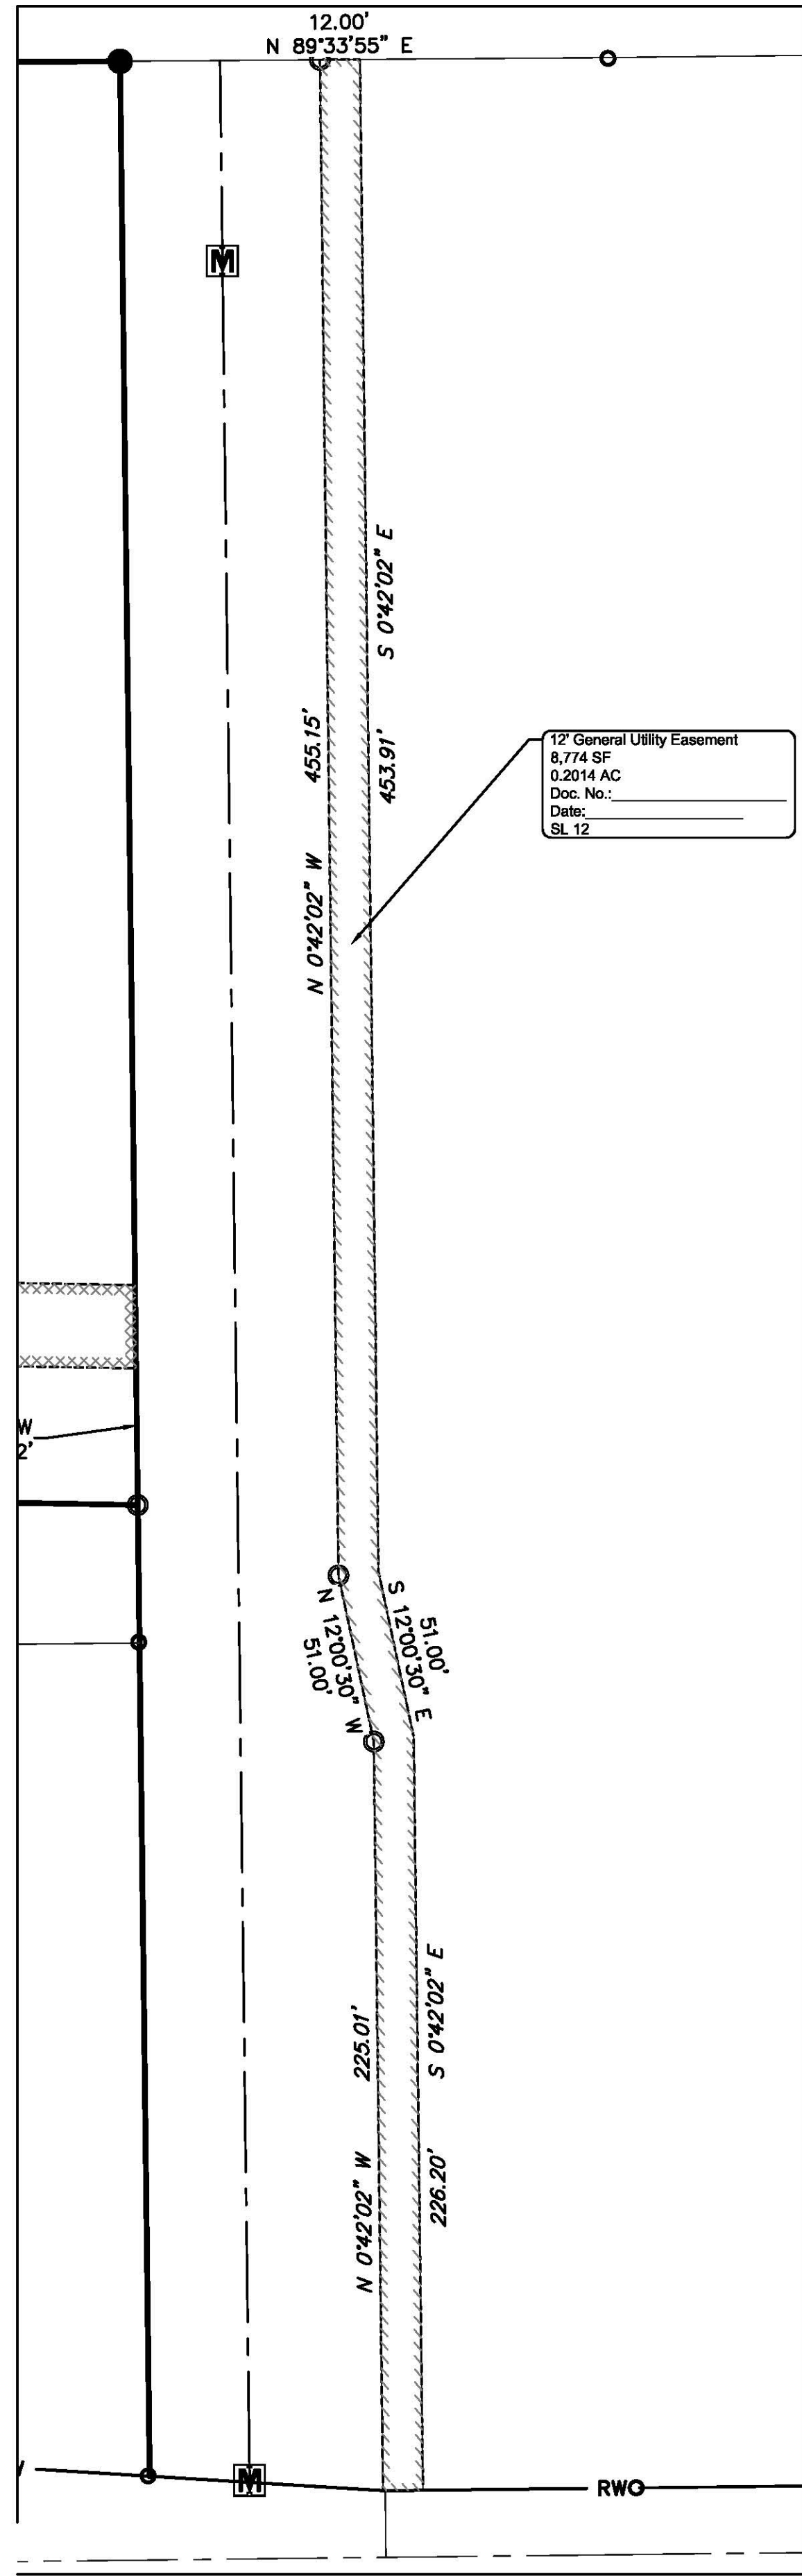 12.00'
N 89°33'55" E
M
S 0°42'02" E
453.91'
455.15'
N 0°42'02" W
12' General Utility Easement
8,774 SF
0.2014 AC
Doc. No.:
Date:
SL 12
W
2'
51.00'
S 12°00'30" E
N 12°00'30" W
51.00'
S 0°42'02" E
226.20'
225.01'
N 0°42'02" W
M
RW